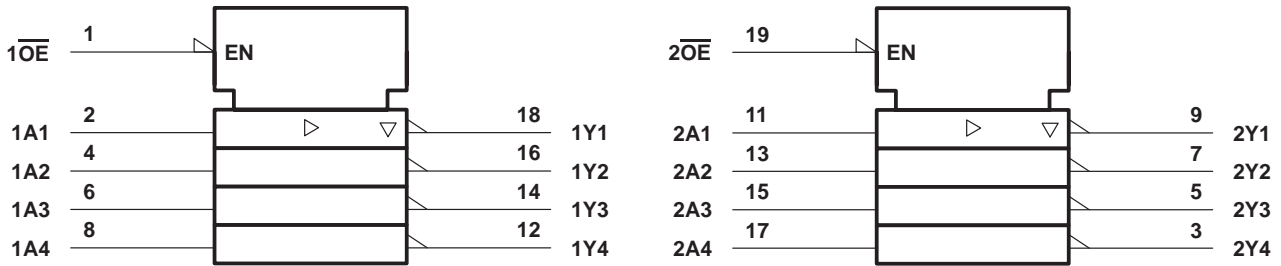 1OE 1 EN
1A1 2 18 1Y1
1A2 4 16 1Y2
1A3 6 14 1Y3
1A4 8 12 1Y4
2OE 19 EN
2A1 11 9 2Y1
2A2 13 7 2Y2
2A3 15 5 2Y3
2A4 17 3 2Y4